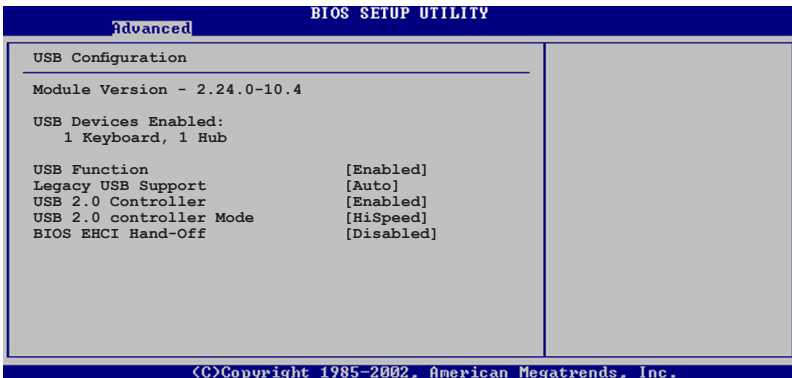 BIOS SETUP UTILITY
Advanced
USB Configuration
Module Version - 2.24.0-10.4
USB Devices Enabled:
1 Keyboard, 1 Hub
USB Function [Enabled]
Legacy USB Support [Auto]
USB 2.0 Controller [Enabled]
USB 2.0 controller Mode [HiSpeed]
BIOS EHCI Hand-Off [Disabled]
(C)Copyright 1985-2002, American Megatrends, Inc.